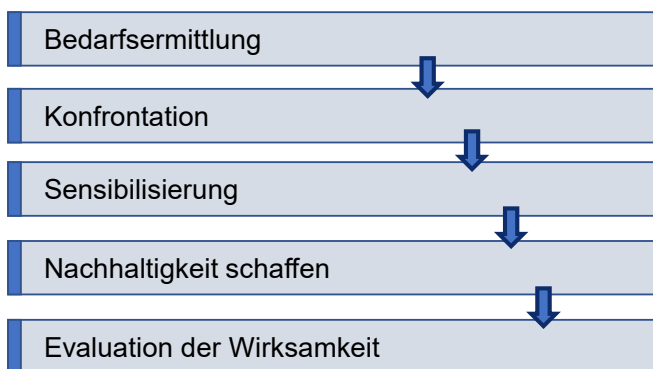 Bedarfsermittlung
Konfrontation
Sensibilisierung
Nachhaltigkeit schaffen
Evaluation der Wirksamkeit